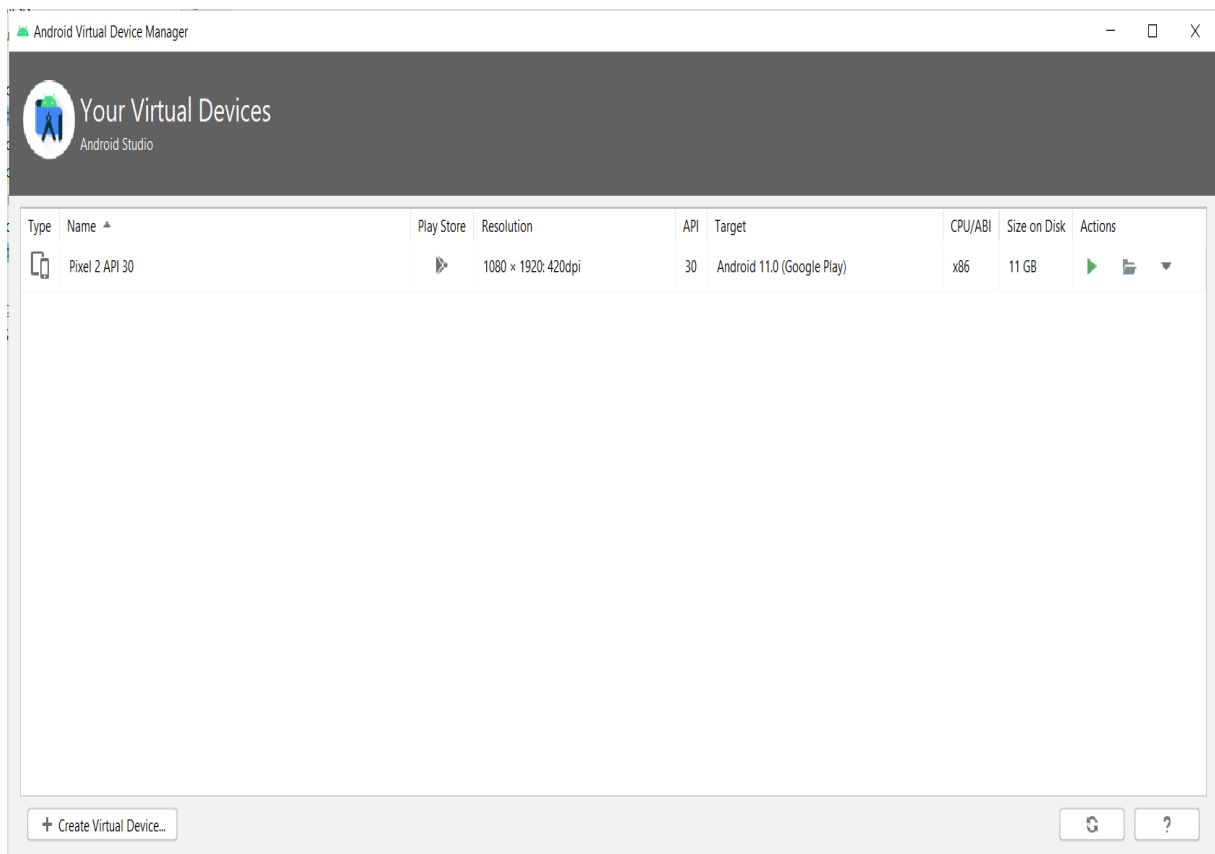 Android Virtual Device Manager
Your Virtual Devices
Android Studio
Type Name Play Store Resolution API Target CPU/ABI Size on Disk Actions
Pixel 2 API 30 1080 × 1920: 420dpi 30 Android 11.0 (Google Play) x86 11 GB
+ Create Virtual Device...
?